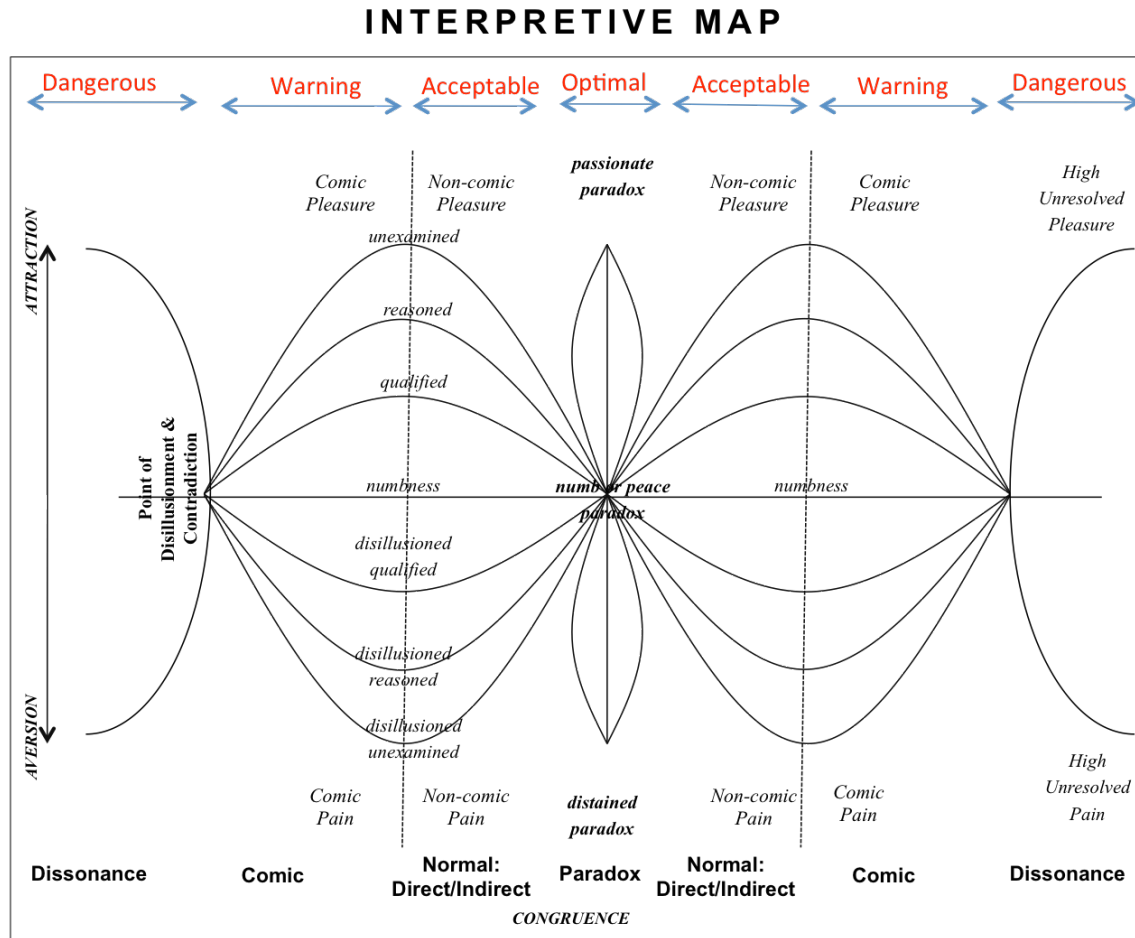 INTERPRETIVE MAP
Dangerous Warning Acceptable Optimal Acceptable Warning Dangerous
passionate
paradox
Comic
Pleasure
Non-comic
Pleasure
Non-comic
Pleasure
Comic
Pleasure
High
Unresolved
Pleasure
ATTRACTION
unexamined
reasoned
qualified
Point of
Disillusionment &
Contradiction
numbness
numb or peace
paradox
numbness
disillusioned
qualified
disillusioned
reasoned
disillusioned
unexamined
AVERSION
Comic
Pain
Non-comic
Pain
distained
paradox
Non-comic
Pain
Comic
Pain
High
Unresolved
Pain
Dissonance
Comic
Normal:
Direct/Indirect
Paradox
Normal:
Direct/Indirect
Comic
Dissonance
CONGRUENCE